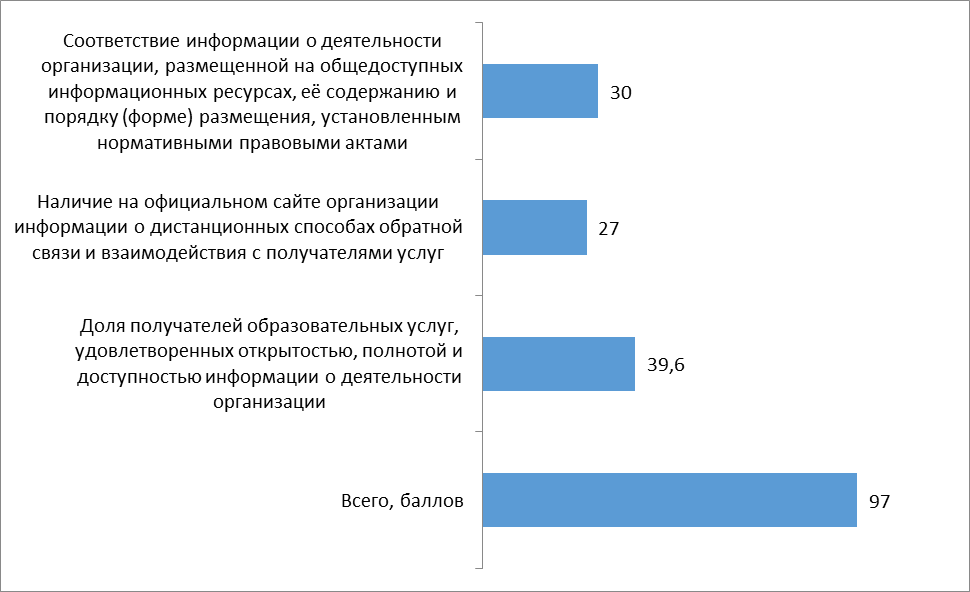 Соответствие информации о деятельности
организации, размещенной на общедоступных
информационных ресурсах, её содержанию и
порядку (форме) размещения, установленным
нормативными правовыми актами
30
Наличие на официальном сайте организации
информации о дистанционных способах обратной
связи и взаимодействия с получателями услуг
27
Доля получателей образовательных услуг,
удовлетворенных открытостью, полнотой и
доступностью информации о деятельности
организации
39,6
Всего, баллов
97